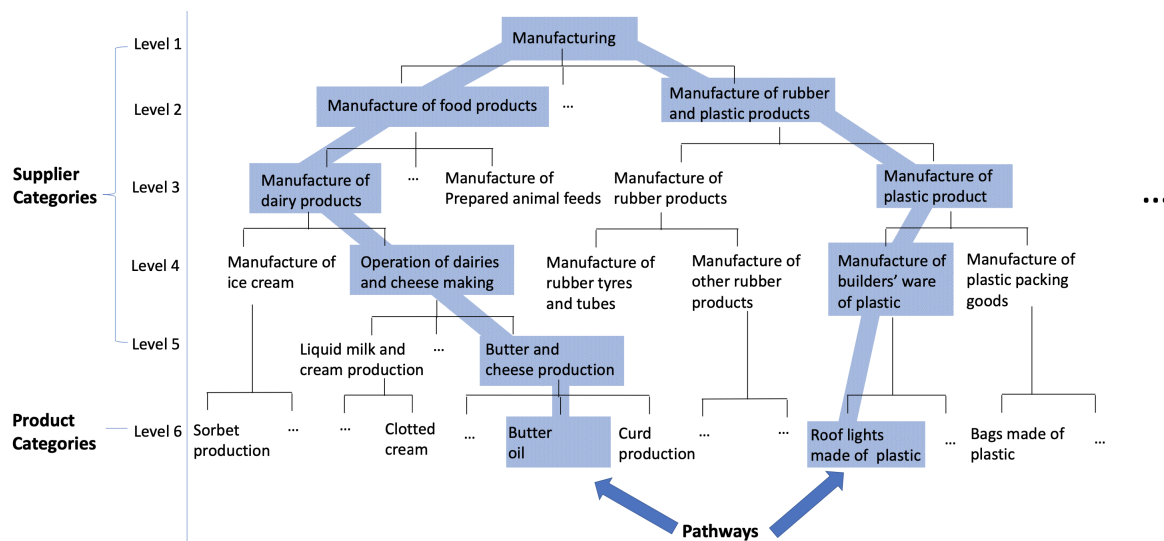 Level 1
Manufacturing
Level 2
Manufacture of food products
...
Manufacture of rubber
and plastic products
Supplier
Categories
Level 3
Manufacture of
dairy products
...
Manufacture of
Prepared animal feeds
Manufacture of
rubber products
Manufacture of
plastic product
...
Level 4
Manufacture of
ice cream
Operation of dairies
and cheese making
Manufacture of
rubber tyres
and tubes
Manufacture of
other rubber
products
Manufacture of
builders’ ware
of plastic
Manufacture of
plastic packing
goods
Level 5
Liquid milk and
cream production
...
Butter and
cheese production
Product
Categories
Level 6
Sorbet
production
...
...
Clotted
cream
...
Butter
oil
Curd
production
...
...
Roof lights
made of plastic
...
Bags made of
plastic
...
Pathways